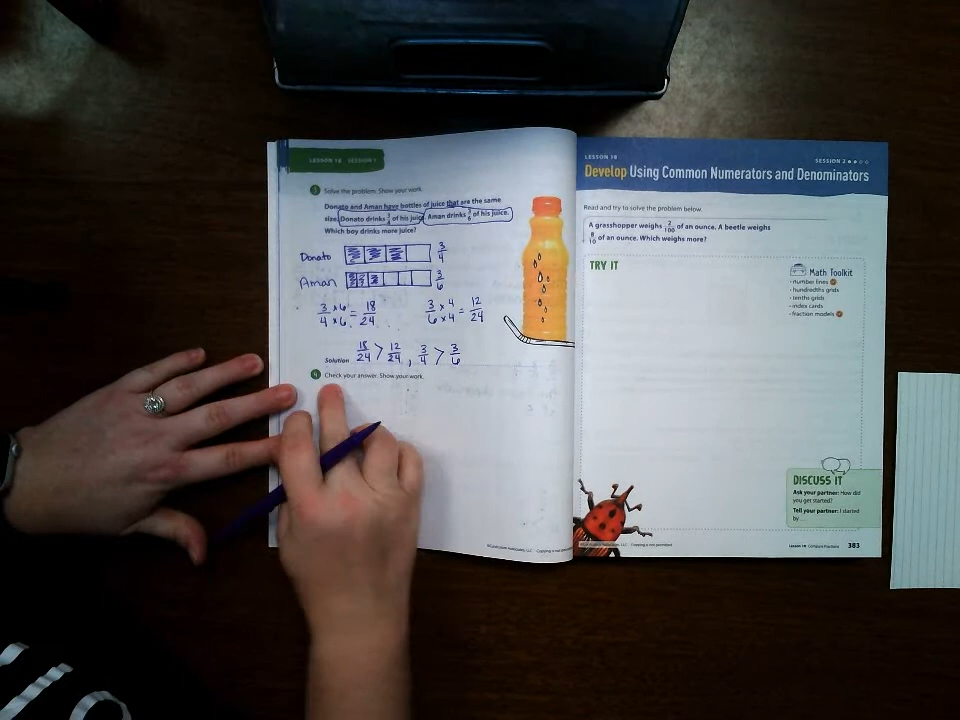 LESSON 18 SESSION 1
3 Solve the problem. Show your work.
Donato and Aman have bottles of juice that are the same
size. Donato drinks 3/4 of his juice. Aman drinks 3/6 of his juice.
Which boy drinks more juice?
Donato 3/4
Aman 3/6
3/4 × 6/6 = 18/24 3/6 × 4/4 = 12/24
Solution 18/24 > 12/24, 3/4 > 3/6
4 Check your answer. Show your work.
LESSON 18
SESSION 2
Develop Using Common Numerators and Denominators
Read and try to solve the problem below.
A grasshopper weighs 2/100 of an ounce. A beetle weighs
8/10 of an ounce. Which weighs more?
TRY IT
Math Toolkit
• number lines
• hundredths grids
• tenths grids
• index cards
• fraction models
DISCUSS IT
Ask your partner: How did
you get started?
Tell your partner: I started
by ...
Lesson 18 Compare Fractions 383